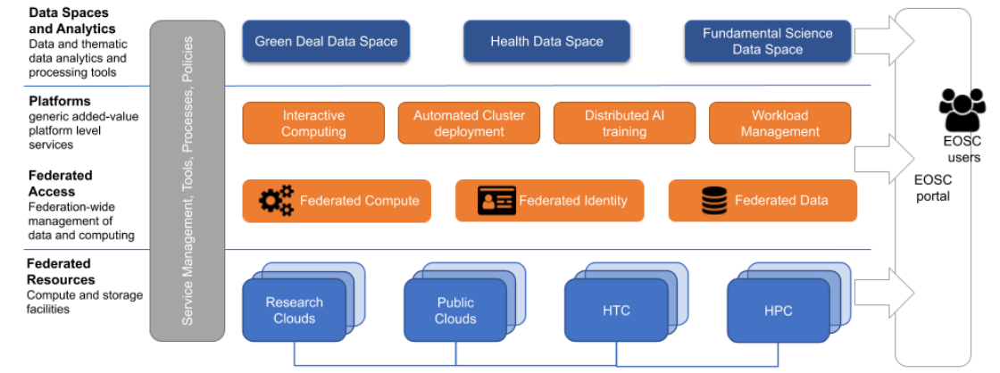 Data Spaces
and Analytics
Data and thematic
data analytics and
processing tools
Platforms
generic added-value
platform level
services
Federated
Access
Federation-wide
management of
data and computing
Federated
Resources
Compute and storage
facilities
Service Management, Tools, Processes, Policies
Green Deal Data Space
Health Data Space
Fundamental Science
Data Space
Interactive
Computing
Automated Cluster
deployment
Distributed AI
training
Workload
Management
Federated Compute
Federated Identity
Federated Data
Research
Clouds
Public
Clouds
HTC
HPC
EOSC
users
EOSC
portal